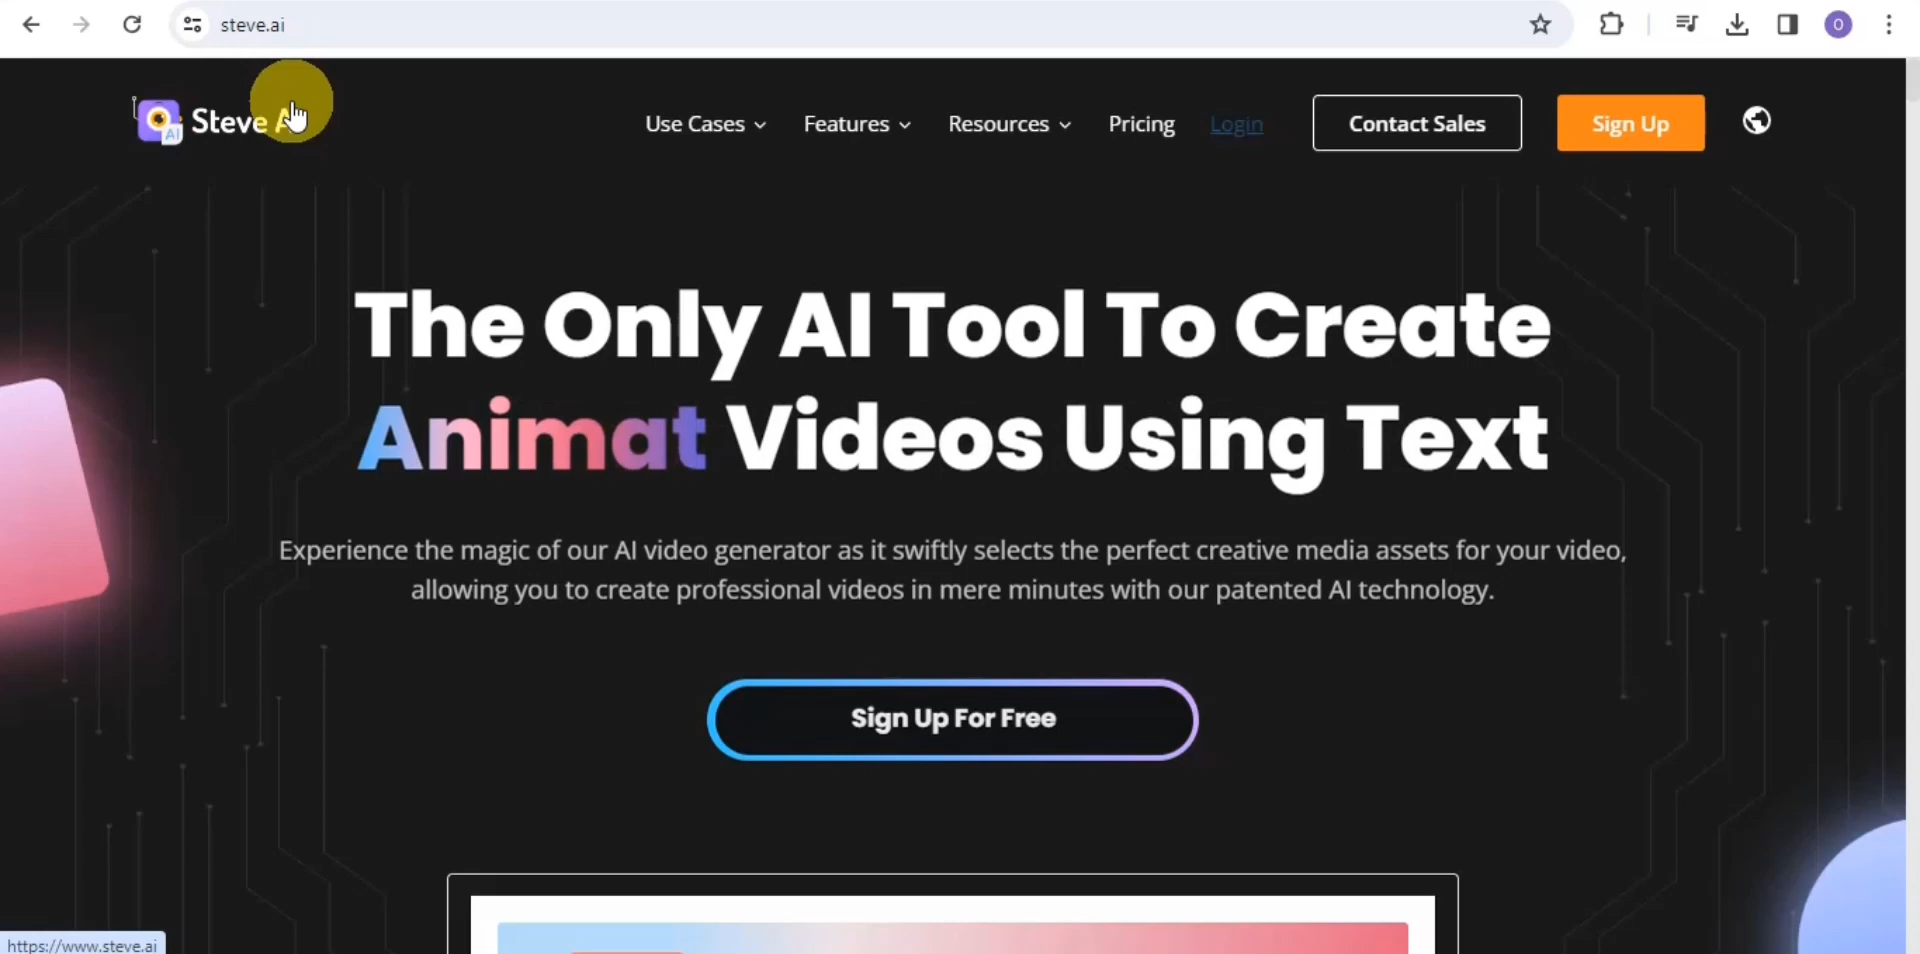 steve.ai
O
AI
Steve A
Use Cases
Features
Resources
Pricing
Login
Contact Sales
Sign Up
The Only AI Tool To Create
Animat Videos Using Text
Experience the magic of our AI video generator as it swiftly selects the perfect creative media assets for your video,
allowing you to create professional videos in mere minutes with our patented AI technology.
Sign Up For Free
https://www.steve.ai